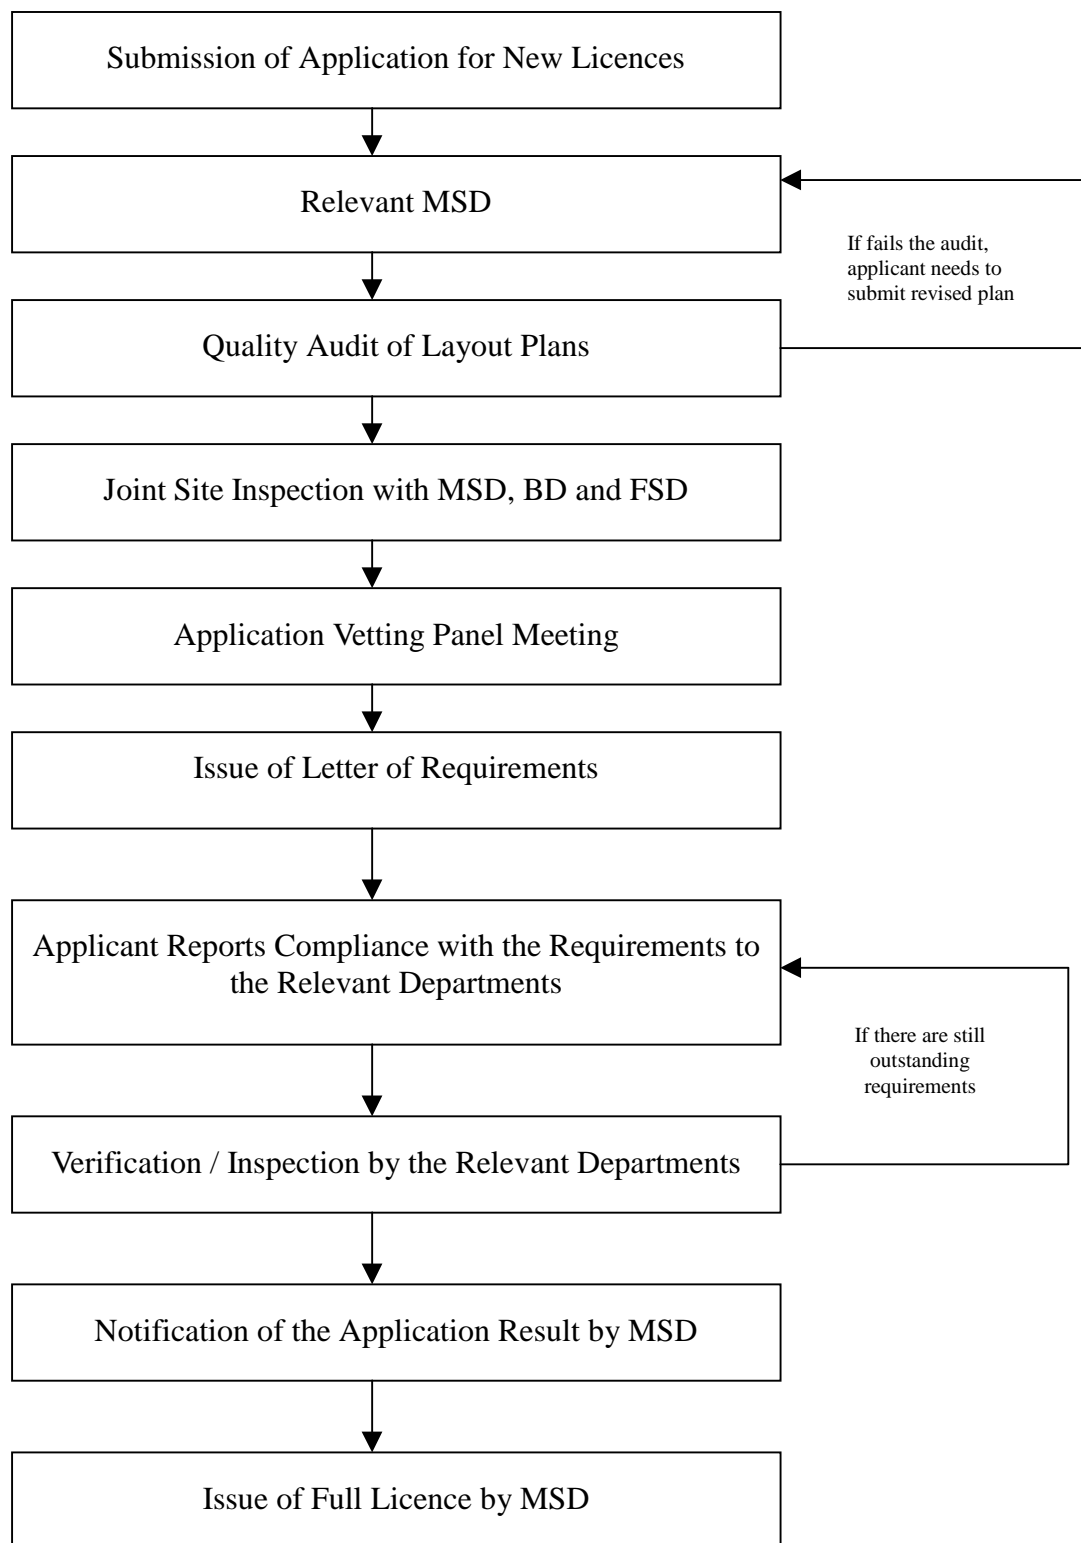 Submission of Application for New Licences
Relevant MSD
If fails the audit,
applicant needs to
submit revised plan
Quality Audit of Layout Plans
Joint Site Inspection with MSD, BD and FSD
Application Vetting Panel Meeting
Issue of Letter of Requirements
Applicant Reports Compliance with the Requirements to
the Relevant Departments
If there are still
outstanding
requirements
Verification / Inspection by the Relevant Departments
Notification of the Application Result by MSD
Issue of Full Licence by MSD